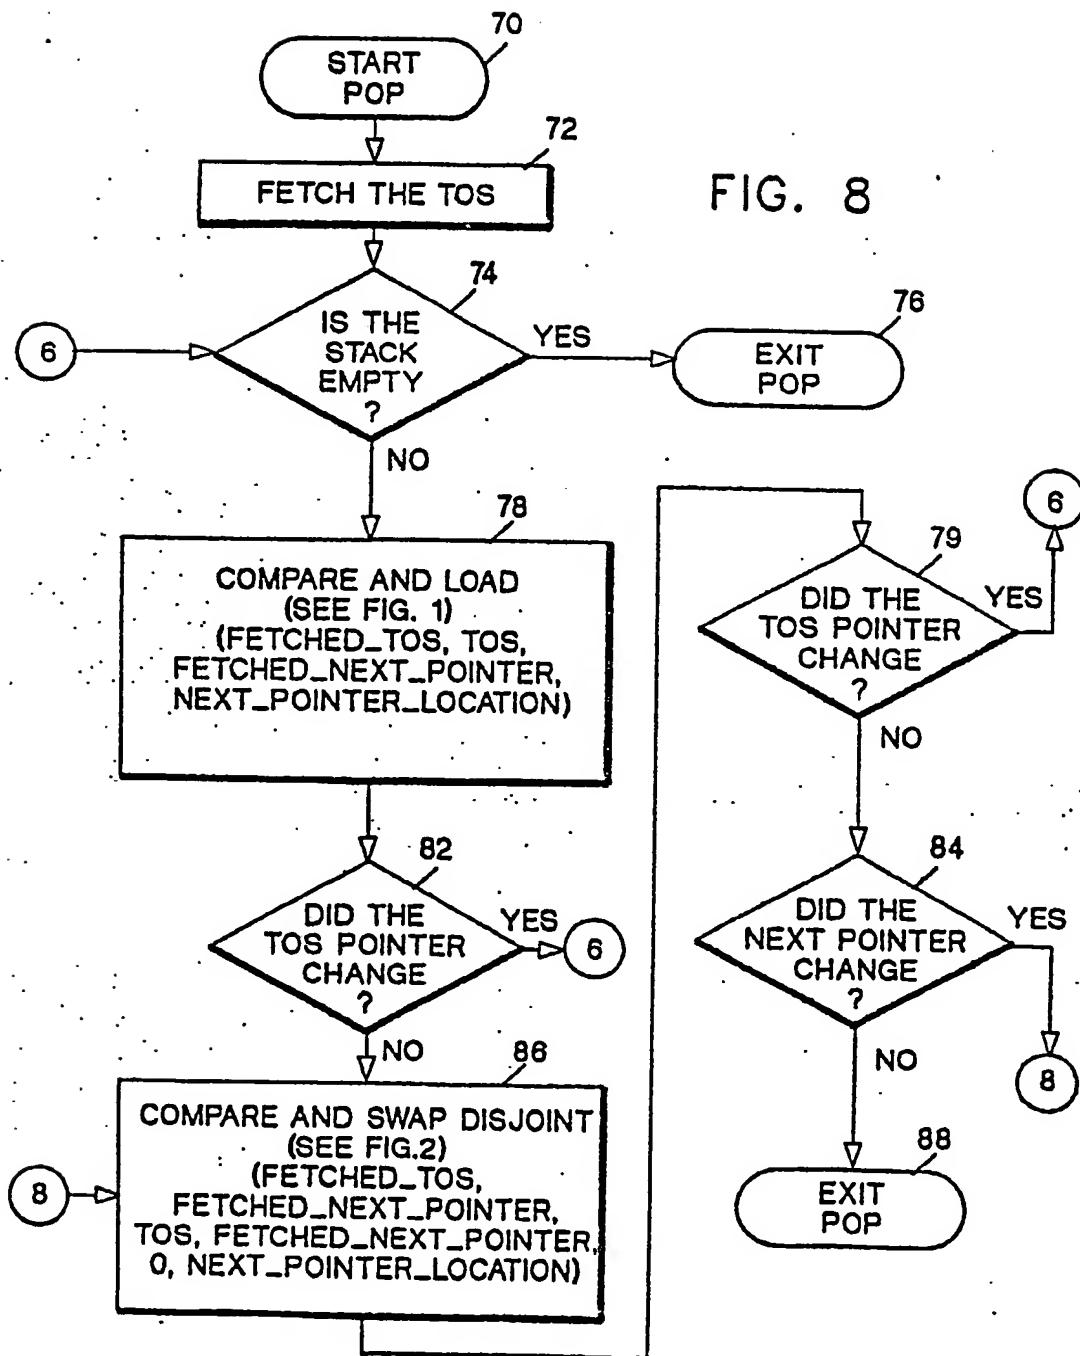 70
START
POP
72
FETCH THE TOS
FIG. 8
74
IS THE
STACK
EMPTY
?
6
YES
76
EXIT
POP
NO
78
COMPARE AND LOAD
(SEE FIG. 1)
(FETCHED_TOS, TOS,
FETCHED_NEXT_POINTER,
NEXT_POINTER_LOCATION)
82
DID THE
TOS POINTER
CHANGE
?
YES
6
NO
86
COMPARE AND SWAP DISJOINT
(SEE FIG.2)
(FETCHED_TOS,
FETCHED_NEXT_POINTER,
TOS, FETCHED_NEXT_POINTER,
0, NEXT_POINTER_LOCATION)
8
6
79
DID THE
TOS POINTER
CHANGE
?
YES
NO
84
DID THE
NEXT POINTER
CHANGE
?
YES
8
NO
88
EXIT
POP